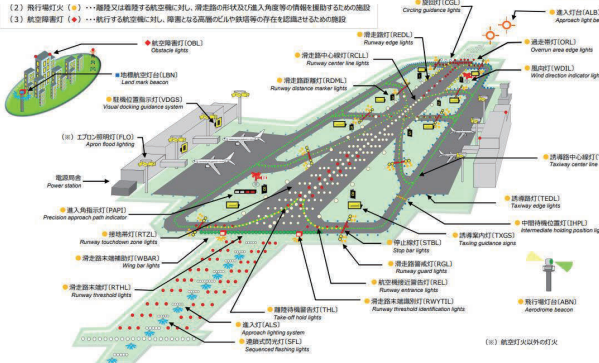 （２）飛行場灯火（●）・・・離陸又は着陸する航空機に対し、滑走路の形状及び進入角度等の情報を援助するための施設
（３）航空障害灯（◆）・・・航行する航空機に対し、障害となる高層のビルや鉄塔等の存在を認識させるための施設
旋回灯(CGL)
Circling guidance lights
進入灯台(ALB)
Approach light be
滑走路灯(REDL)
Runway edge lights
過走帯灯(ORL)
Overrun area edge lights
◆航空障害灯(OBL)
Obstacle lights
滑走路中心線灯(RCLL)
Runway center line lights
風向灯(WDIL)
Wind direction indicator light
■地標航空灯台(LBN)
Land mark beacon
滑走路距離灯(RDML)
Runway distance marker lights
駐機位置指示灯(VDGS)
Visual docking guidance system
（※）エプロン照明灯(FLO)
Apron flood lighting
誘導路中心線灯(T
Taxiway center line
電源局舎
Power station
誘導路灯(TEDL)
Taxiway edge lights
進入角指示灯(PAPI)
Precision approach path indicator
中間待機位置灯(IHPL)
Intermediate holding position lights
接地帯灯(RTZL)
Runway touchdown zone lights
誘導案内灯(TXGS)
Taxiing guidance signs
停止線灯(STBL)
Stop bar lights
滑走路末端補助灯(WBAR)
Wing bar lights
滑走路警戒灯(RGL)
Runway guard lights
滑走路末端灯(RTHL)
Runway threshold lights
航空機接近警告灯(REL)
Runway entrance lights
離陸待機警告灯(THL)
Take-off hold lights
滑走路末端識別灯(RWYTIL)
Runway threshold identification lights
飛行場灯台(ABN)
Aerodrome beacon
進入灯(ALS)
Approach lighting system
連鎖式閃光灯(SFL)
Sequenced flashing lights
（※）航空灯火以外の灯火